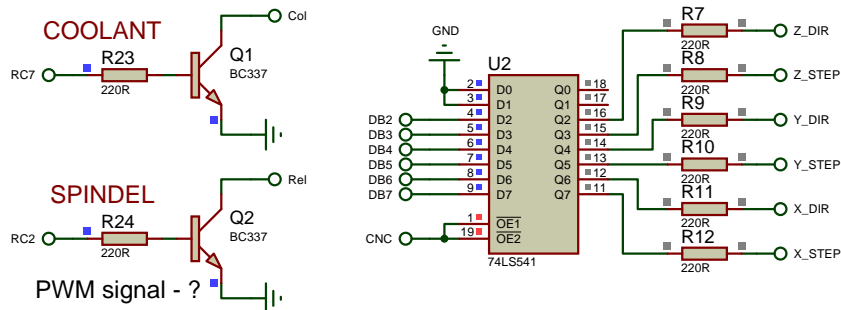 COOLANT
Col
R23
Q1
RC7
220R
BC337
SPINDEL
Rel
R24
Q2
RC2
220R
BC337
PWM signal - ?
GND
U2
2 D0 Q0 18
3 D1 Q1 17
DB2 4 D2 Q2 16
DB3 5 D3 Q3 15
DB4 6 D4 Q4 14
DB5 7 D5 Q5 13
DB6 8 D6 Q6 12
DB7 9 D7 Q7 11
1 OE1
CNC 19 OE2
74LS541
R7
220R
Z_DIR
R8
220R
Z_STEP
R9
220R
Y_DIR
R10
220R
Y_STEP
R11
220R
X_DIR
R12
220R
X_STEP